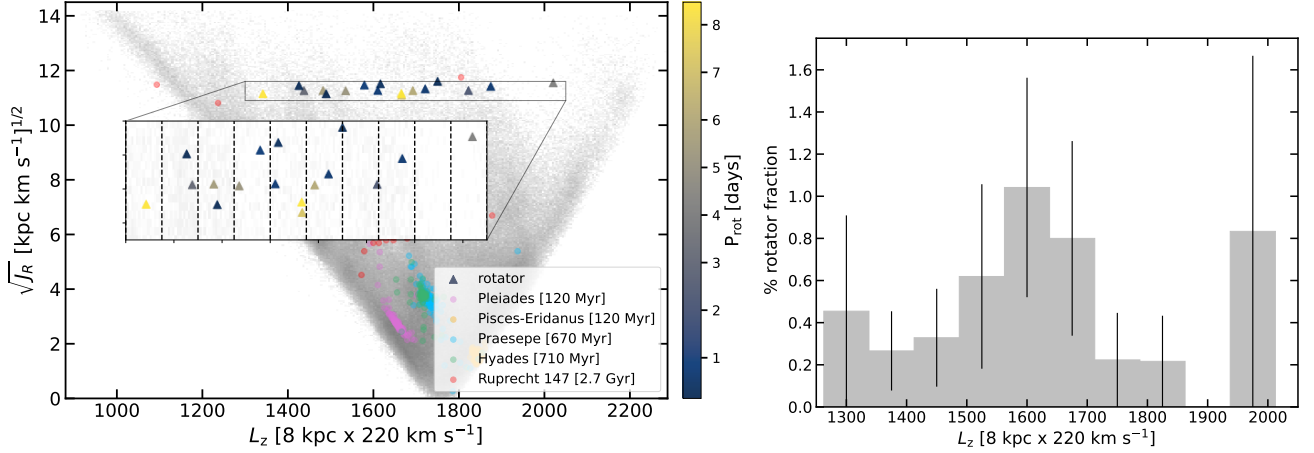 14
12
10
8
6
4
2
0
√J_R [kpc km s⁻¹]^{1/2}
1000 1200 1400 1600 1800 2000 2200
L_z [8 kpc x 220 km s⁻¹]
rotator
Pleiades [120 Myr]
Pisces-Eridanus [120 Myr]
Praesepe [670 Myr]
Hyades [710 Myr]
Ruprecht 147 [2.7 Gyr]
8
7
6
5
4
3
2
1
P_rot [days]
% rotator fraction
1.6
1.4
1.2
1.0
0.8
0.6
0.4
0.2
0.0
1300 1400 1500 1600 1700 1800 1900 2000
L_z [8 kpc x 220 km s⁻¹]